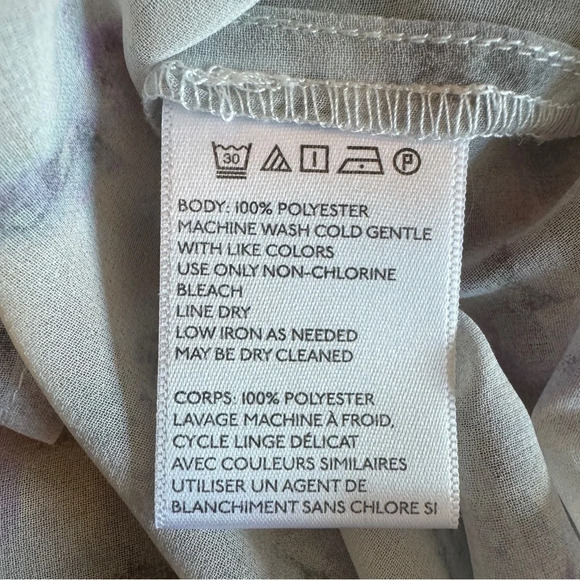 30 P
BODY: 100% POLYESTER
MACHINE WASH COLD GENTLE
WITH LIKE COLORS
USE ONLY NON-CHLORINE
BLEACH
LINE DRY
LOW IRON AS NEEDED
MAY BE DRY CLEANED
CORPS: 100% POLYESTER
LAVAGE MACHINE À FROID,
CYCLE LINGE DÉLICAT
AVEC COULEURS SIMILAIRES
UTILISER UN AGENT DE
BLANCHIMENT SANS CHLORE SI